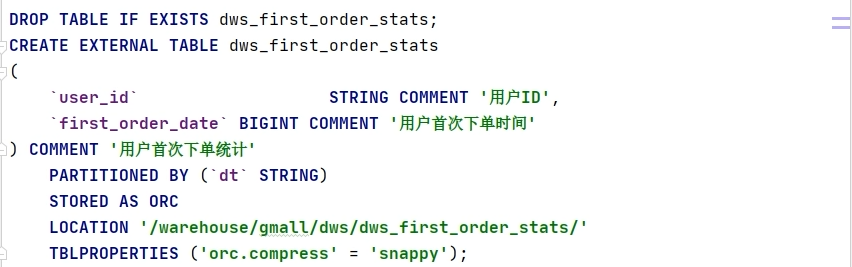 DROP TABLE IF EXISTS dws_first_order_stats;
CREATE EXTERNAL TABLE dws_first_order_stats
(
    `user_id`                   STRING COMMENT '用户ID',
    `first_order_date` BIGINT COMMENT '用户首次下单时间'
) COMMENT '用户首次下单统计'
    PARTITIONED BY (`dt` STRING)
    STORED AS ORC
    LOCATION '/warehouse/gmall/dws/dws_first_order_stats/'
    TBLPROPERTIES ('orc.compress' = 'snappy');